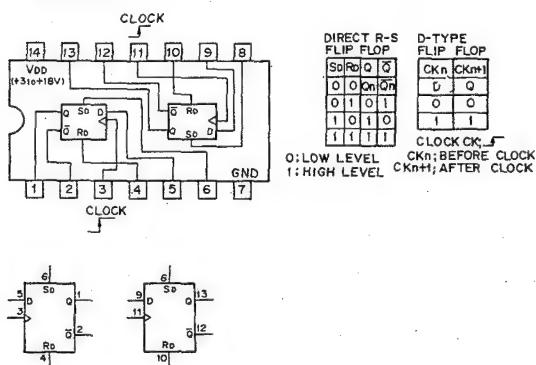 CLOCK
14 13 12 11 10 9 8
VDD
(+3 to +18V)
SD
Q
Q̅
RD
RD
Q̅
Q D
SD
GND
1 2 3 4 5 6 7
CLOCK
DIRECT R-S
FLIP FLOP
SD RD Q Q̅
0 0 Qn Q̅n
0 1 0 1
1 0 1 0
1 1 1 1
0; LOW LEVEL
1; HIGH LEVEL
D-TYPE
FLIP FLOP
CKn CKn+1
D Q
0 0
1 1
CLOCK CK;
CKn; BEFORE CLOCK
CKn+1; AFTER CLOCK
6
SD
5 D Q 1
3
Q̅ 2
RD
4
6
SD
9 D Q 13
11
Q̅ 12
RD
10